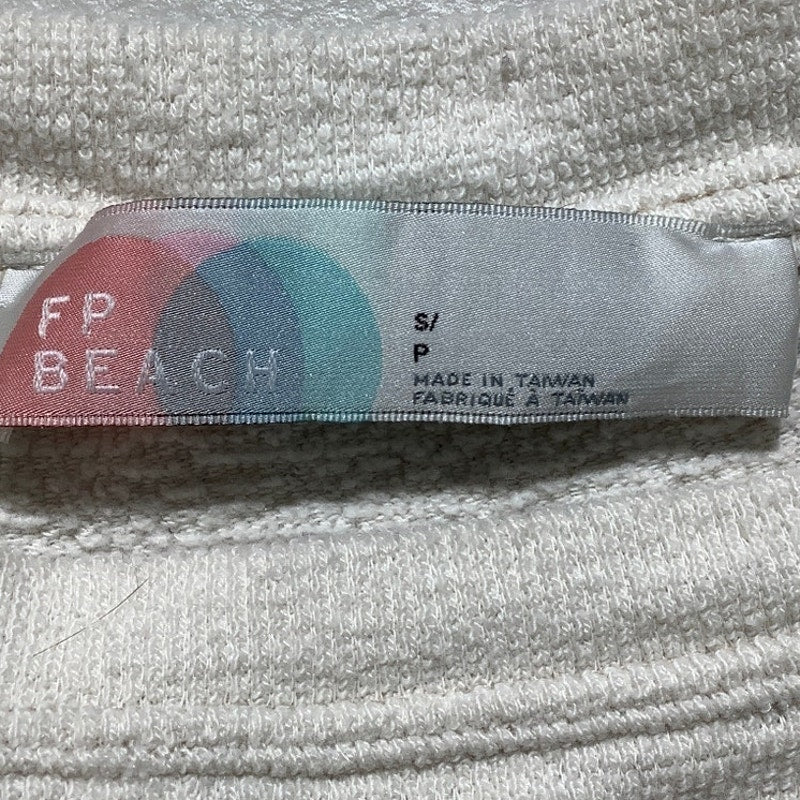 FP
BEACH
S/
P
MADE IN TAIWAN
FABRIQUÉ À TAÏWAN